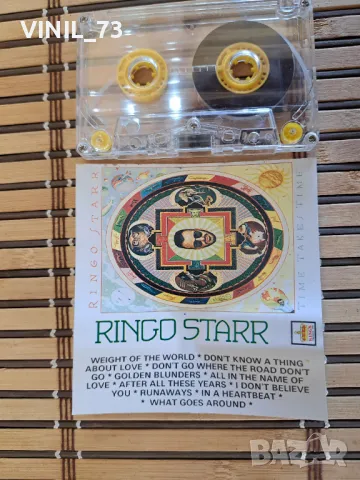 VINIL_73
RINGO STARR
TIME TAKES TIME
RINGO STARR
WEIGHT OF THE WORLD * DON'T KNOW A THING
ABOUT LOVE * DON'T GO WHERE THE ROAD DON'T
GO * GOLDEN BLUNDERS * ALL IN THE NAME OF
LOVE * AFTER ALL THESE YEARS * I DON'T BELIEVE
YOU * RUNAWAYS * IN A HEARTBEAT *
* WHAT GOES AROUND *
BAZAR